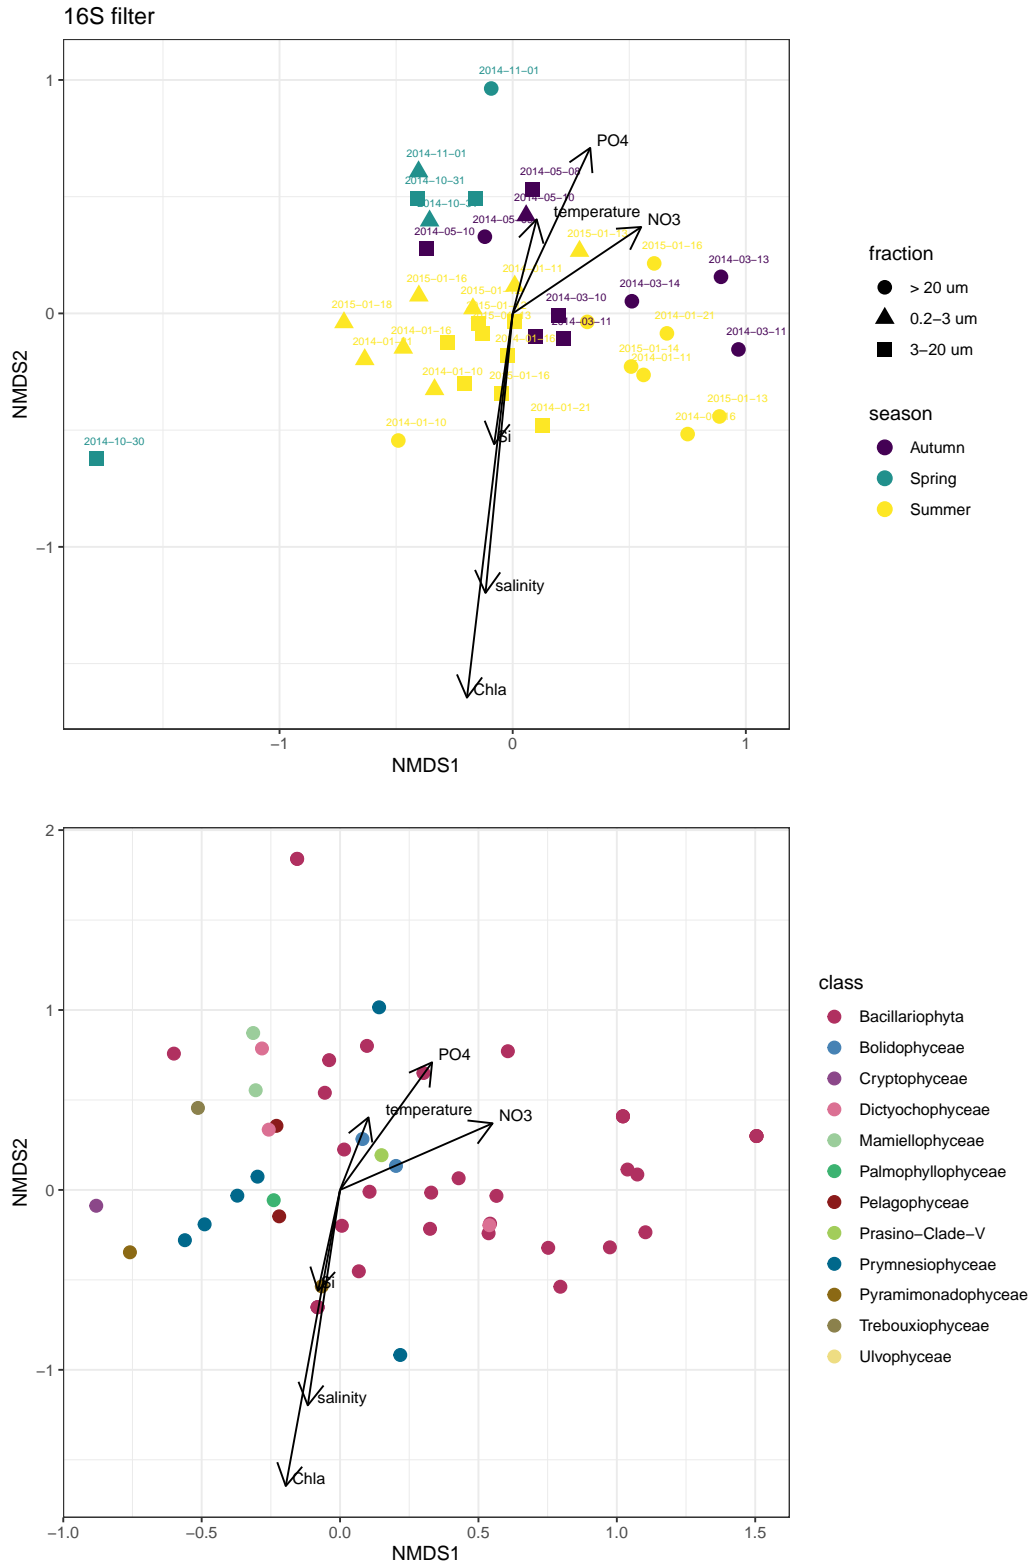 16S filter
2014−11−01
PO4
2014−11−01
2014−05−08
2014−10−31
2014−05−10
temperature
NO3
2014−05−10
2015−01−16
2014−03−13
2014−01−11
2015−01−16
2014−03−14
2015−01−18
2014−03−10
2014−01−21
2014−03−11
2014−03−11
2014−01−16
2015−01−14
2014−01−11
2014−01−10
2015−01−16
2015−01−13
2014−01−21
2014−01−10
Si
2014−10−30
salinity
Chla
1
0
−1
NMDS2
−1
0
1
NMDS1
fraction
> 20 um
0.2−3 um
3−20 um
season
Autumn
Spring
Summer
2
1
0
−1
NMDS2
PO4
temperature
NO3
Si
salinity
Chla
−1.0
−0.5
0.0
0.5
1.0
1.5
NMDS1
class
Bacillariophyta
Bolidophyceae
Cryptophyceae
Dictyochophyceae
Mamiellophyceae
Palmophyllophyceae
Pelagophyceae
Prasino−Clade−V
Prymnesiophyceae
Pyramimonadophyceae
Trebouxiophyceae
Ulvophyceae